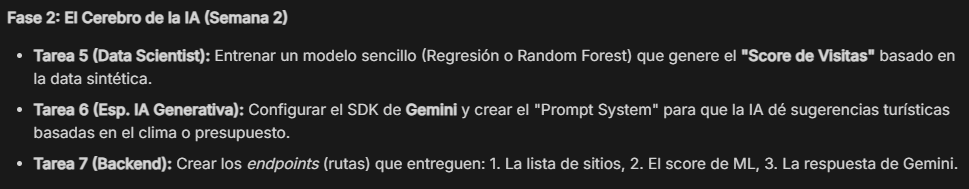 Fase 2: El Cerebro de la IA (Semana 2)
• Tarea 5 (Data Scientist): Entrenar un modelo sencillo (Regresión o Random Forest) que genere el "Score de Visitas" basado en
la data sintética.
• Tarea 6 (Esp. IA Generativa): Configurar el SDK de Gemini y crear el "Prompt System" para que la IA dé sugerencias turísticas
basadas en el clima o presupuesto.
• Tarea 7 (Backend): Crear los endpoints (rutas) que entreguen: 1. La lista de sitios, 2. El score de ML, 3. La respuesta de Gemini.